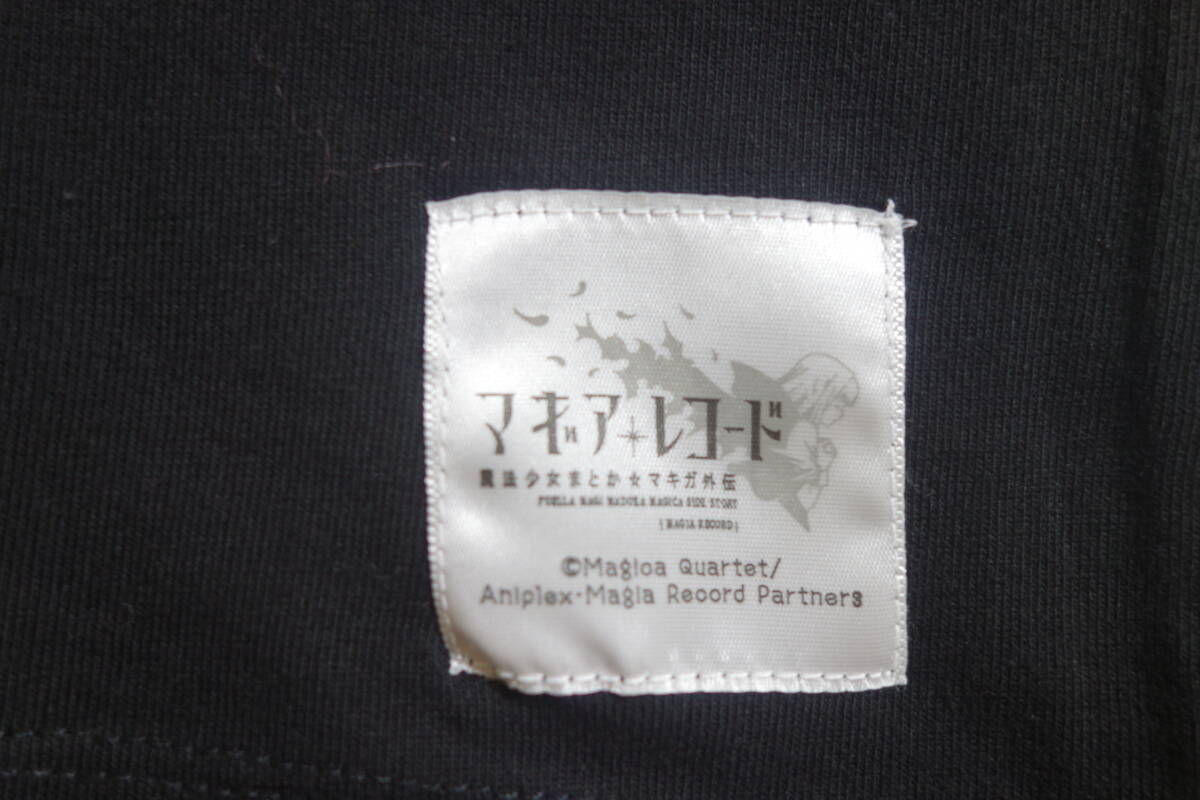 マギア✦レコード
魔法少女まどか☆マギカ外伝
PUELLA MAGI MADOKA MAGICA SIDE STORY
[MAGIA RECORD]
©Magica Quartet/
Aniplex・Magia Record Partners